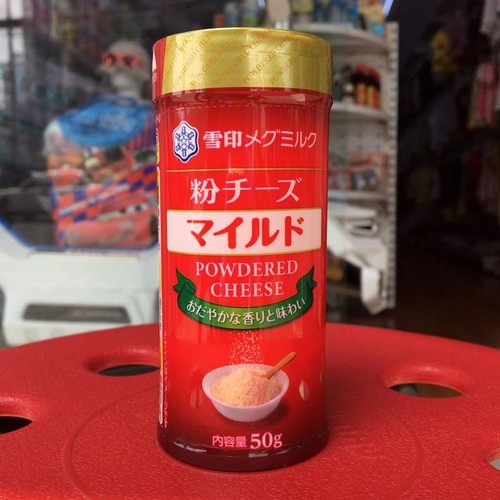 雪印メグミルク
粉チーズ
マイルド
POWDERED
CHEESE
おだやかな香りと味わい
内容量50g